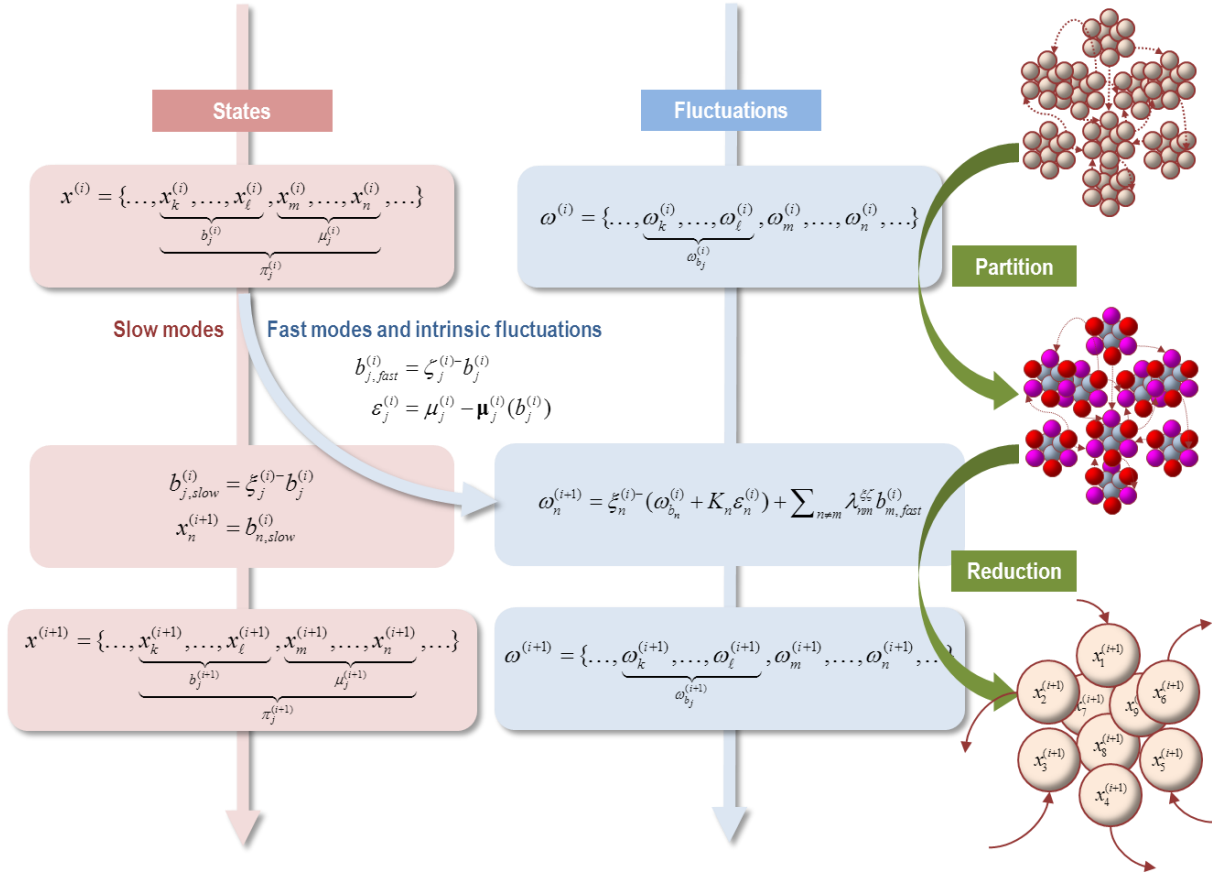 States
Fluctuations
x^{(i)} = {…, x_k^{(i)}, …, x_ℓ^{(i)}, x_m^{(i)}, …, x_n^{(i)}, …}
b_j^{(i)} μ_j^{(i)}
π_j^{(i)}
ω^{(i)} = {…, ω_k^{(i)}, …, ω_ℓ^{(i)}, ω_m^{(i)}, …, ω_n^{(i)}, …}
ω_{b_j}^{(i)}
Partition
Slow modes
Fast modes and intrinsic fluctuations
b_{j,fast}^{(i)} = ζ_j^{(i)-} b_j^{(i)}
ε_j^{(i)} = μ_j^{(i)} − **μ**_j^{(i)}(b_j^{(i)})
b_{j,slow}^{(i)} = ξ_j^{(i)-} b_j^{(i)}
x_n^{(i+1)} = b_{n,slow}^{(i)}
ω_n^{(i+1)} = ξ_n^{(i)-}(ω_{b_n}^{(i)} + K_n ε_n^{(i)}) + ∑_{n≠m} λ_{nm}^{ξζ} b_{m,fast}^{(i)}
Reduction
x^{(i+1)} = {…, x_k^{(i+1)}, …, x_ℓ^{(i+1)}, x_m^{(i+1)}, …, x_n^{(i+1)}, …}
b_j^{(i+1)} μ_j^{(i+1)}
π_j^{(i+1)}
ω^{(i+1)} = {…, ω_k^{(i+1)}, …, ω_ℓ^{(i+1)}, ω_m^{(i+1)}, …, ω_n^{(i+1)}, …}
ω_{b_j}^{(i+1)}
x_1^{(i+1)}
x_2^{(i+1)}
x_7^{(i+1)}
x_9^{(i
x_6^{(i+1)}
x_3^{(i+1)}
x_8^{(i+1)}
x_5^{(i+1)}
x_4^{(i+1)}